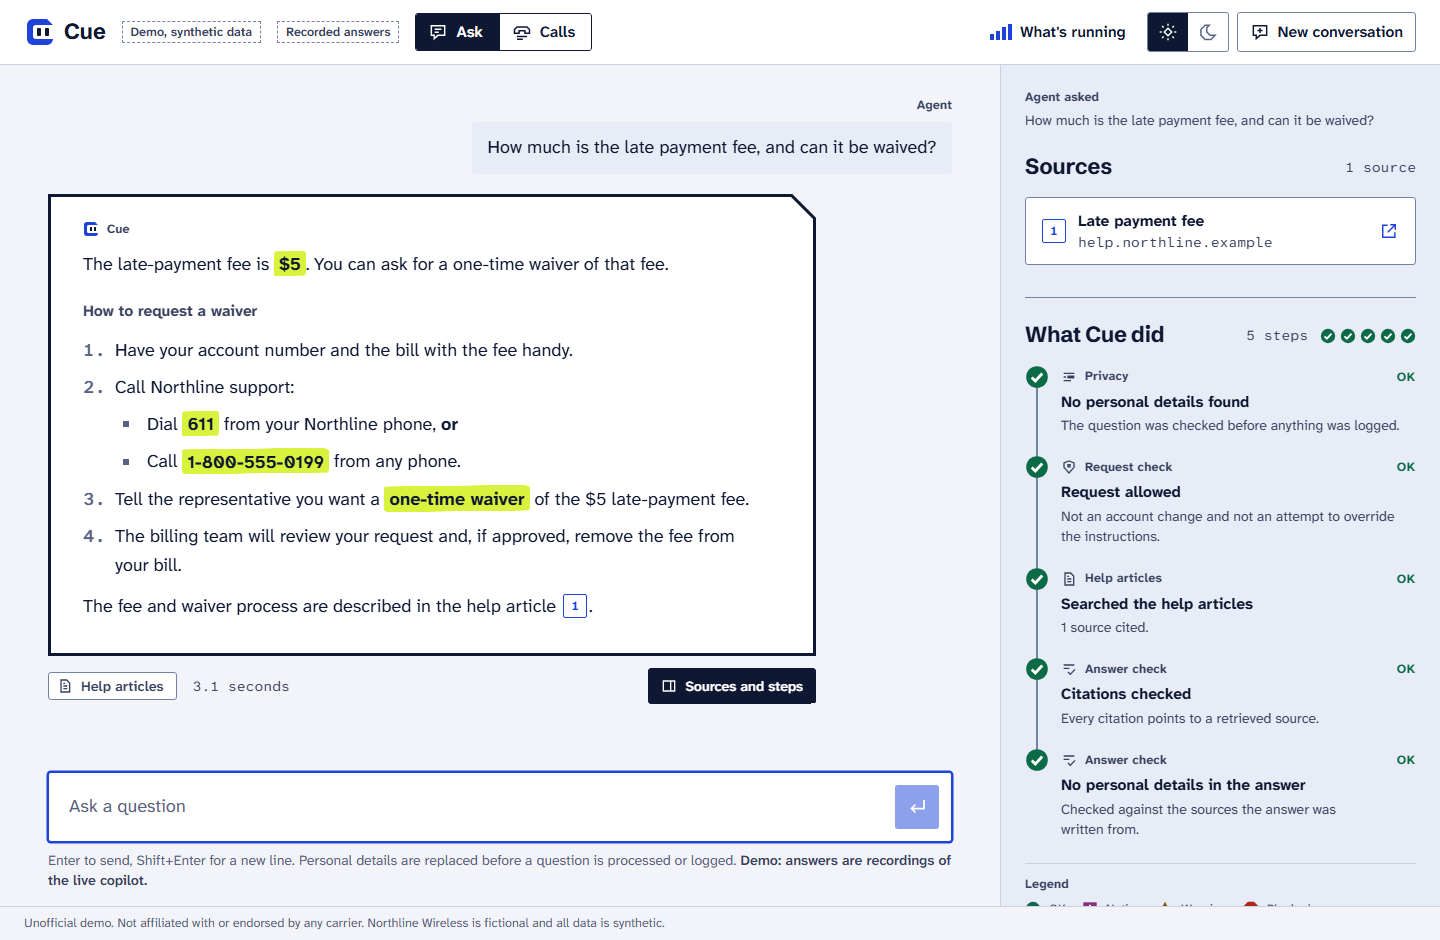 Cue
Demo, synthetic data
Recorded answers
Ask
Calls
What's running
New conversation
Agent
How much is the late payment fee, and can it be waived?
Cue
The late-payment fee is $5. You can ask for a one-time waiver of that fee.
How to request a waiver
1. Have your account number and the bill with the fee handy.
2. Call Northline support:
Dial 611 from your Northline phone, or
Call 1-800-555-0199 from any phone.
3. Tell the representative you want a one-time waiver of the $5 late-payment fee.
4. The billing team will review your request and, if approved, remove the fee from
your bill.
The fee and waiver process are described in the help article 1.
Help articles
3.1 seconds
Sources and steps
Ask a question
Enter to send, Shift+Enter for a new line. Personal details are replaced before a question is processed or logged. Demo: answers are recordings of
the live copilot.
Agent asked
How much is the late payment fee, and can it be waived?
Sources
1 source
1
Late payment fee
help.northline.example
What Cue did
5 steps
Privacy
OK
No personal details found
The question was checked before anything was logged.
Request check
OK
Request allowed
Not an account change and not an attempt to override
the instructions.
Help articles
OK
Searched the help articles
1 source cited.
Answer check
OK
Citations checked
Every citation points to a retrieved source.
Answer check
OK
No personal details in the answer
Checked against the sources the answer was
written from.
Legend
Unofficial demo. Not affiliated with or endorsed by any carrier. Northline Wireless is fictional and all data is synthetic.